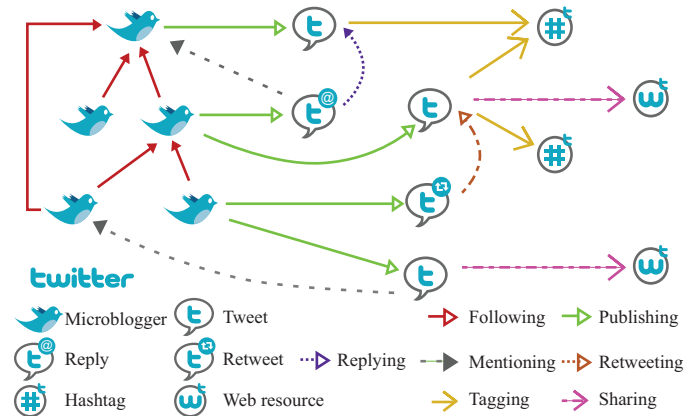 twitter
Microblogger Tweet Following Publishing
Reply Retweet Replying Mentioning Retweeting
Hashtag Web resource Tagging Sharing